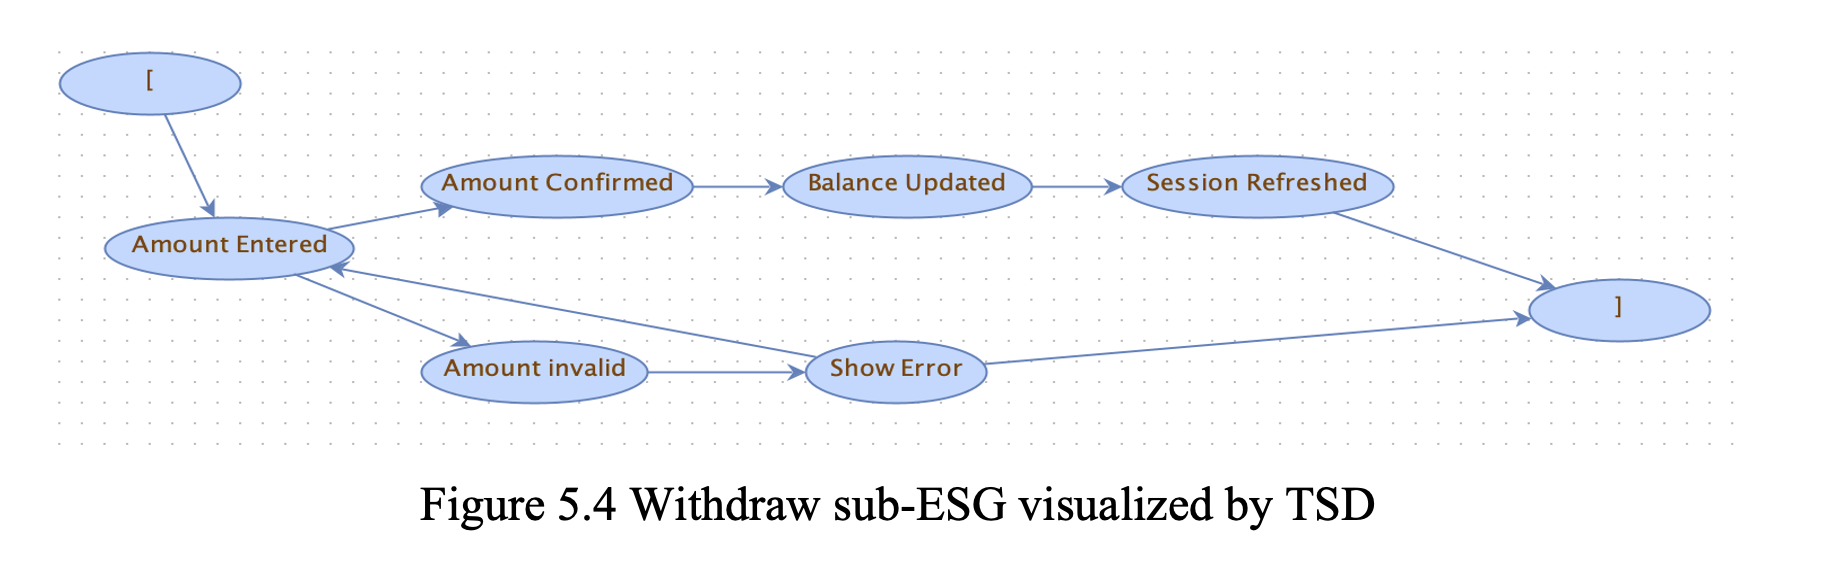 [
Amount Confirmed
Balance Updated
Session Refreshed
Amount Entered
]
Amount invalid
Show Error
Figure 5.4 Withdraw sub-ESG visualized by TSD